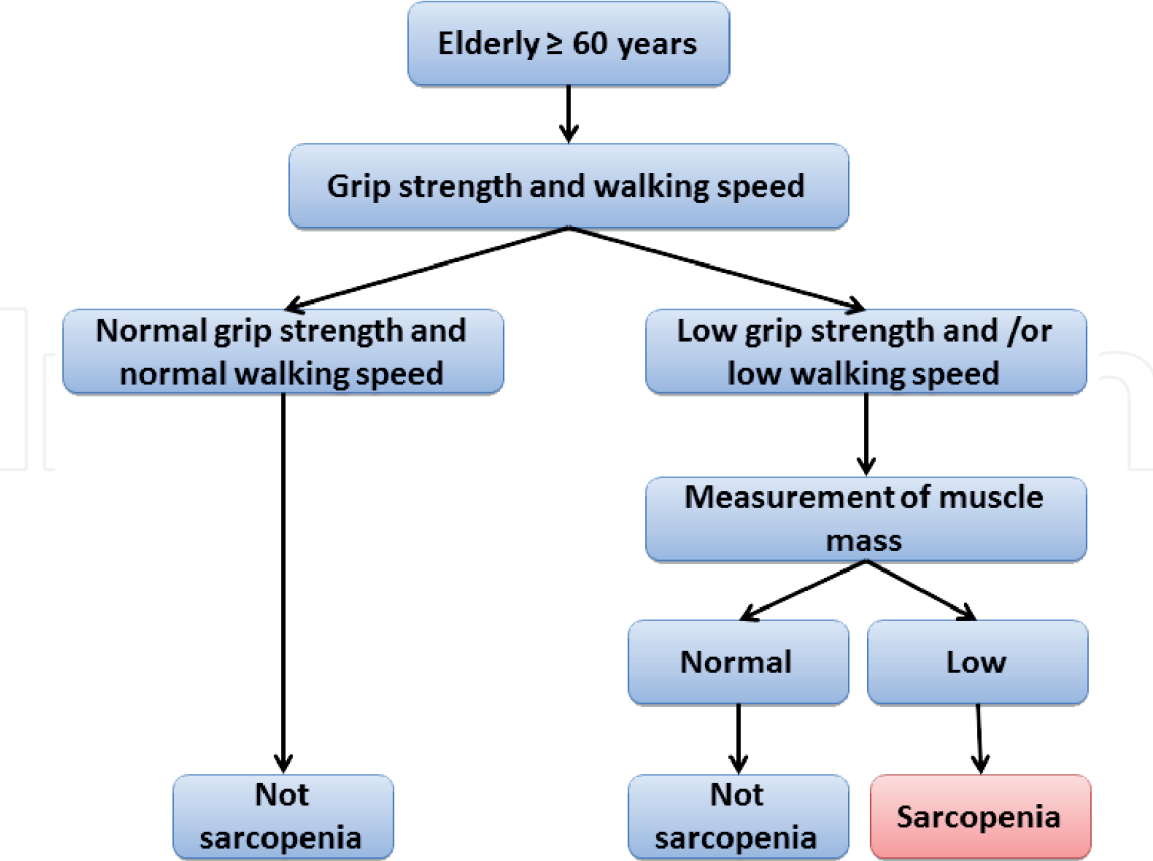 Elderly ≥ 60 years
Grip strength and walking speed
Normal grip strength and
normal walking speed
Low grip strength and /or
low walking speed
Measurement of muscle
mass
Normal
Low
Not
sarcopenia
Not
sarcopenia
Sarcopenia